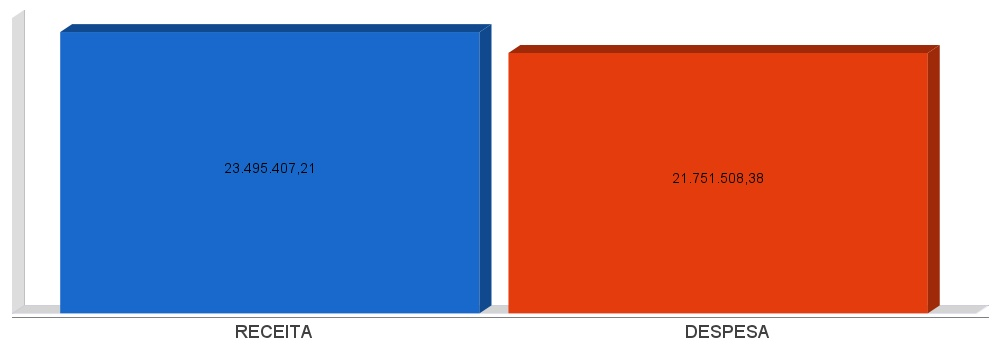 23.495.407,21
21.751.508,38
RECEITA
DESPESA